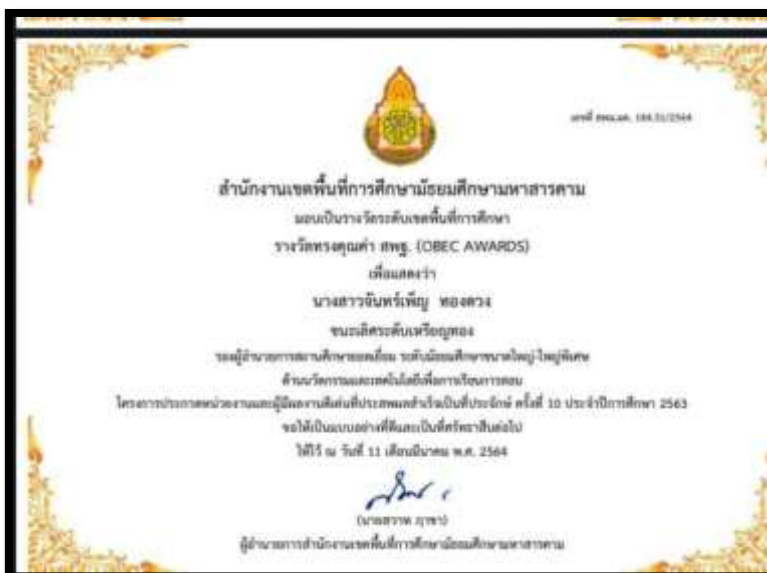 เลขที่ สพม.มค. 184.51/2564
สำนักงานเขตพื้นที่การศึกษามัธยมศึกษามหาสารคาม
มอบเป็นรางวัลระดับเขตพื้นที่การศึกษา
รางวัลทรงคุณค่า สพฐ. (OBEC AWARDS)
เพื่อแสดงว่า
นางสาวจันทร์เพ็ญ ทองดวง
ชนะเลิศระดับเหรียญทอง
รองผู้อำนวยการสถานศึกษายอดเยี่ยม ระดับมัธยมศึกษาขนาดใหญ่-ใหญ่พิเศษ
ด้านนวัตกรรมและเทคโนโลยีเพื่อการเรียนการสอน
โครงการประกวดหน่วยงานและผู้มีผลงานดีเด่นที่ประสพผลสำเร็จเป็นที่ประจักษ์ ครั้งที่ 10 ประจำปีการศึกษา 2563
ขอให้เป็นแบบอย่างที่ดีและเป็นที่ศรัทธาสืบต่อไป
ให้ไว้ ณ วันที่ 11 เดือนมีนาคม พ.ศ. 2564
ผู้อำนวยการสำนักงานเขตพื้นที่การศึกษามัธยมศึกษามหาสารคาม